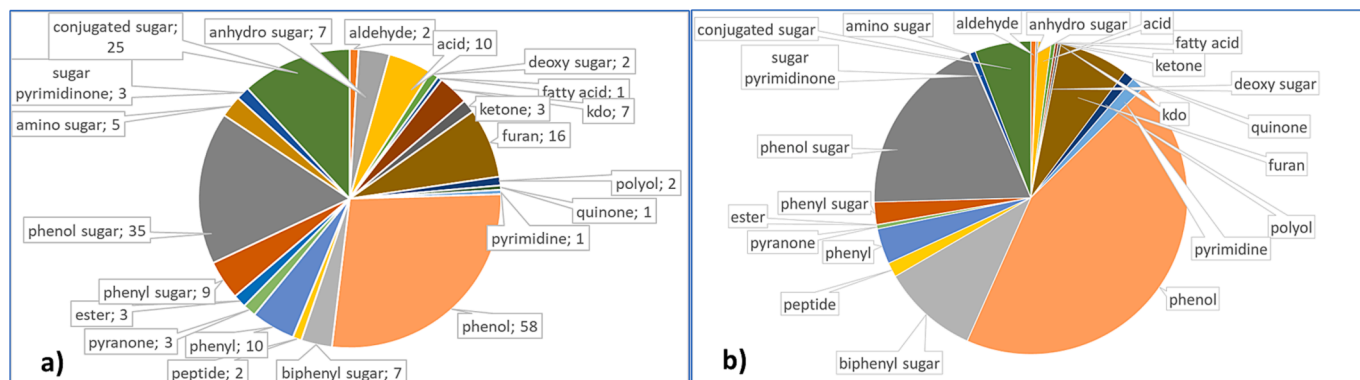 conjugated sugar;
25
anhydro sugar; 7
aldehyde; 2
acid; 10
deoxy sugar; 2
fatty acid; 1
kdo; 7
ketone; 3
furan; 16
sugar
pyrimidinone; 3
amino sugar; 5
polyol; 2
quinone; 1
pyrimidine; 1
phenol sugar; 35
phenyl sugar; 9
ester; 3
pyranone; 3
phenyl; 10
peptide; 2
biphenyl sugar; 7
phenol; 58
a)
conjugated sugar
amino sugar
aldehyde
anhydro sugar
acid
fatty acid
ketone
deoxy sugar
kdo
quinone
furan
polyol
pyrimidine
phenol
sugar
pyrimidinone
phenol sugar
phenyl sugar
ester
pyranone
phenyl
peptide
biphenyl sugar
b)